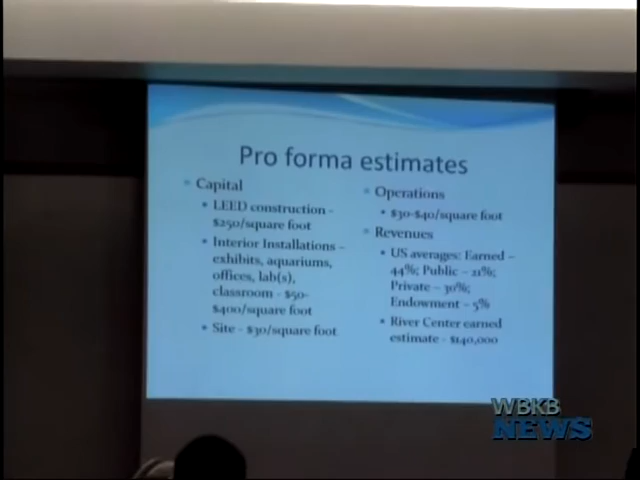 Pro forma estimates
Capital
LEED construction -
$250/square foot
Interior Installations –
exhibits, aquariums,
offices, lab(s),
classroom - $50-
$400/square foot
Site - $30/square foot
Operations
$30-$40/square foot
Revenues
US averages: Earned –
44%; Public – 21%;
Private – 30%;
Endowment – 5%
River Center earned
estimate - $140,000
WBKB
NEWS